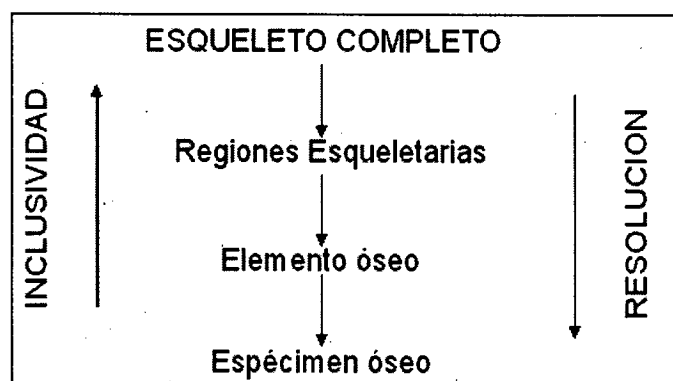 ESQUELETO COMPLETO
INCLUSIVIDAD
RESOLUCION
Regiones Esqueletarias
Elemento óseo
Espécimen óseo